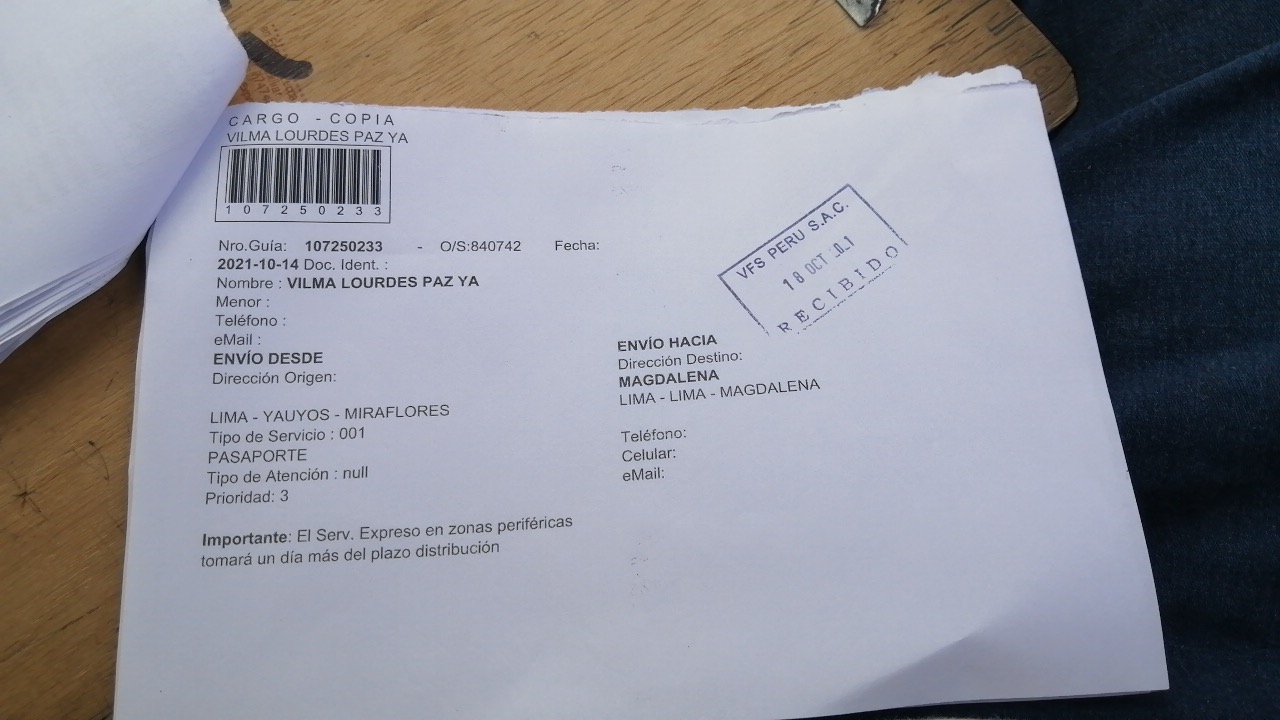 CARGO - COPIA
VILMA LOURDES PAZ YA
107250233
Nro.Guía: 107250233 - O/S:840742 Fecha:
2021-10-14 Doc. Ident. :
Nombre : VILMA LOURDES PAZ YA
Menor :
Teléfono :
eMail :
ENVÍO DESDE
Dirección Origen:
LIMA - YAUYOS - MIRAFLORES
Tipo de Servicio : 001
PASAPORTE
Tipo de Atención : null
Prioridad: 3
Importante: El Serv. Expreso en zonas periféricas
tomará un día más del plazo distribución
VFS PERU S.A.C.
18 OCT
RECIBIDO
ENVÍO HACIA
Dirección Destino:
MAGDALENA
LIMA - LIMA - MAGDALENA
Teléfono:
Celular:
eMail: